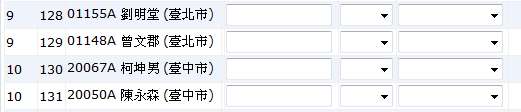 9 128 01155A 劉明堂 (臺北市)
9 129 01148A 曾文郡 (臺北市)
10 130 20067A 柯坤男 (臺中市)
10 131 20050A 陳永森 (臺中市)